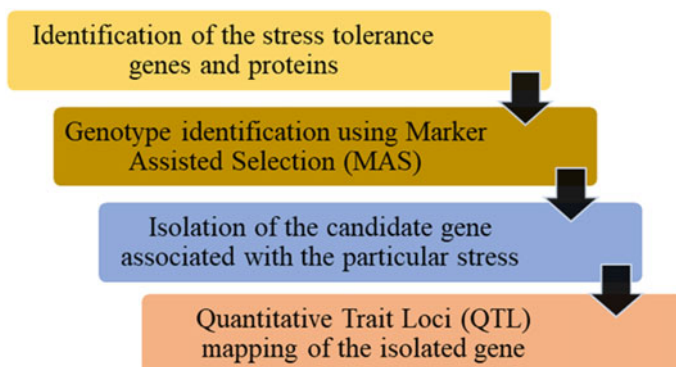 Identification of the stress tolerance
genes and proteins
Genotype identification using Marker
Assisted Selection (MAS)
Isolation of the candidate gene
associated with the particular stress
Quantitative Trait Loci (QTL)
mapping of the isolated gene